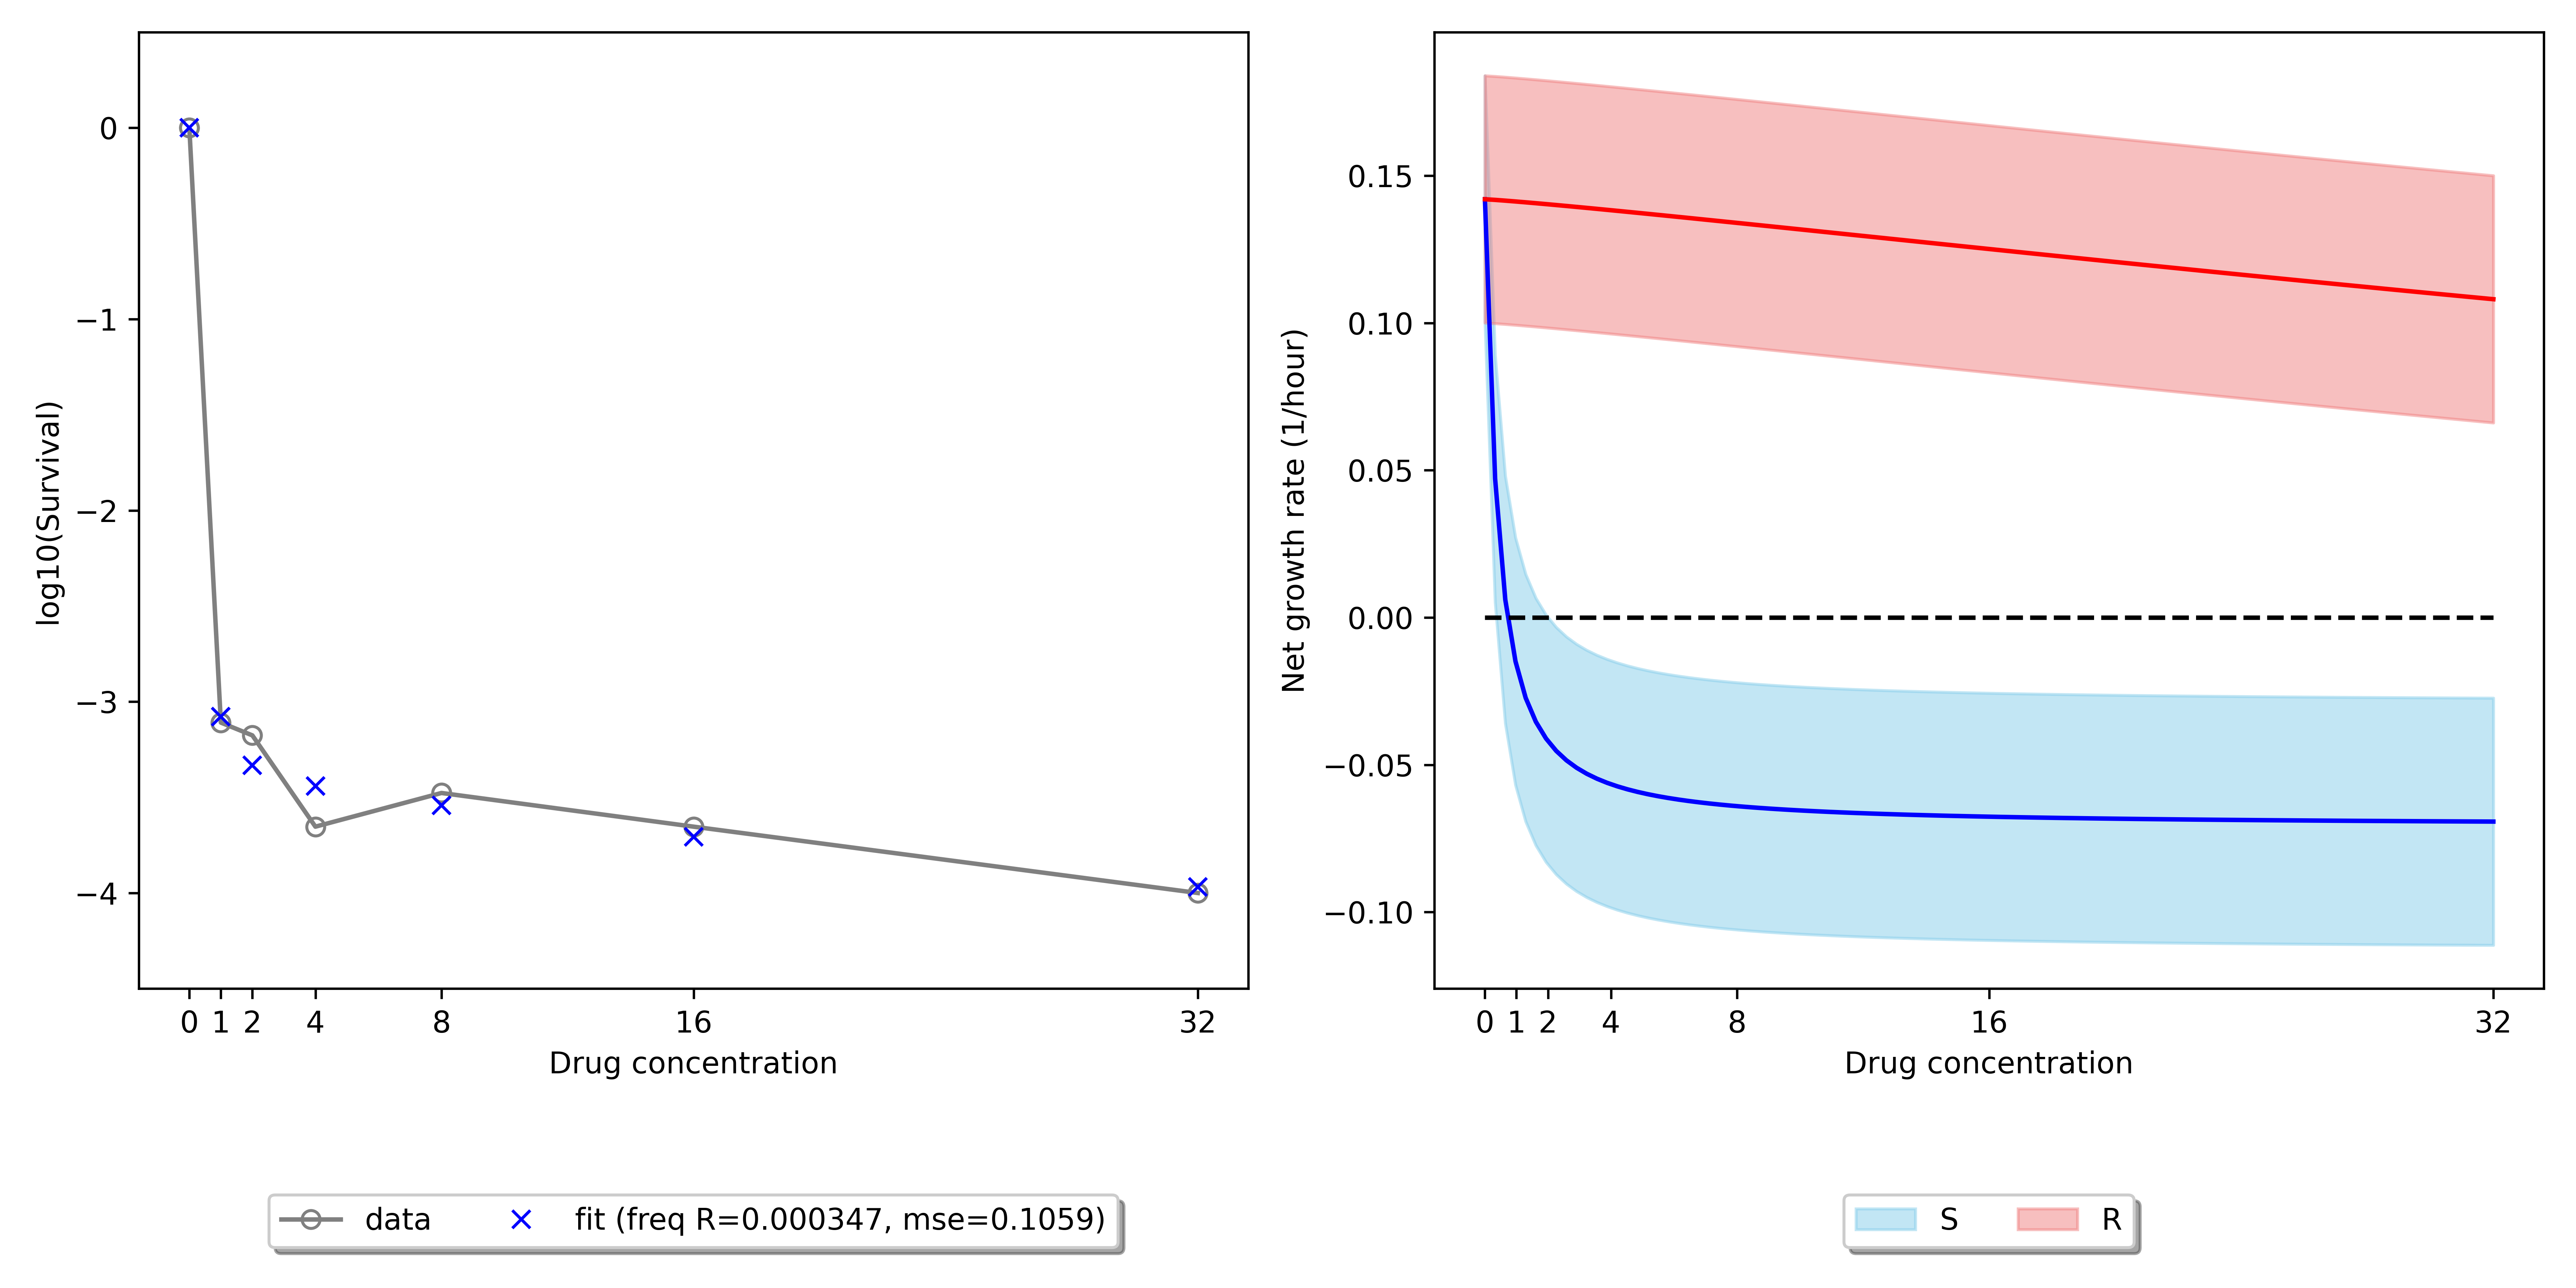 log10(Survival)
0
−1
−2
−3
−4
0 1 2 4 8 16 32
Drug concentration
data fit (freq R=0.000347, mse=0.1059)
Net growth rate (1/hour)
0.15
0.10
0.05
0.00
−0.05
−0.10
0 1 2 4 8 16 32
Drug concentration
S R